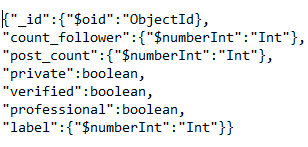 {"_id":{"$oid":"ObjectId},
"count_follower":{"$numberInt":"Int"},
"post_count":{"$numberInt":"Int"},
"private":boolean,
"verified":boolean,
"professional":boolean,
"label":{"$numberInt":"Int"}}